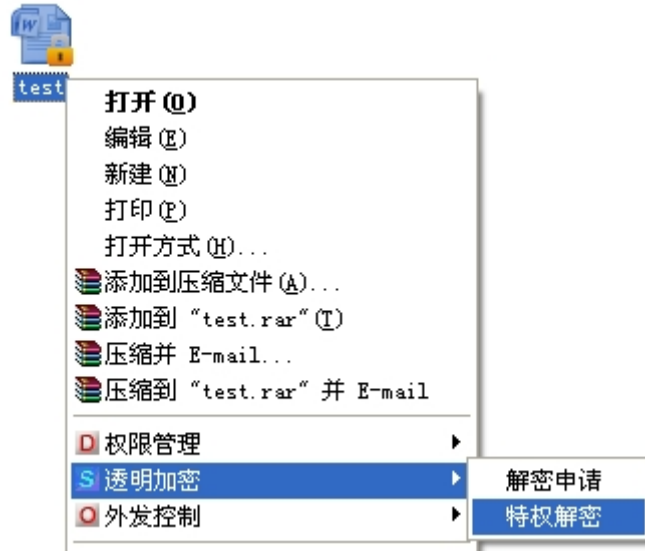 test
打开(O)
编辑(E)
新建(N)
打印(P)
打开方式(H)...
添加到压缩文件(A)...
添加到 "test.rar"(T)
压缩并 E-mail...
压缩到 "test.rar" 并 E-mail
D 权限管理
S 透明加密
解密申请
特权解密
O 外发控制